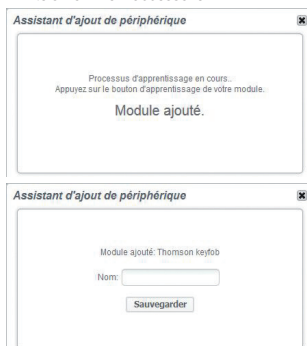 Assistant d'ajout de périphérique
Processus d'apprentissage en cours..
Appuyez sur le bouton d'apprentissage de votre module.
Module ajouté.
Assistant d'ajout de périphérique
Module ajouté: Thomson keyfob
Nom:
Sauvegarder